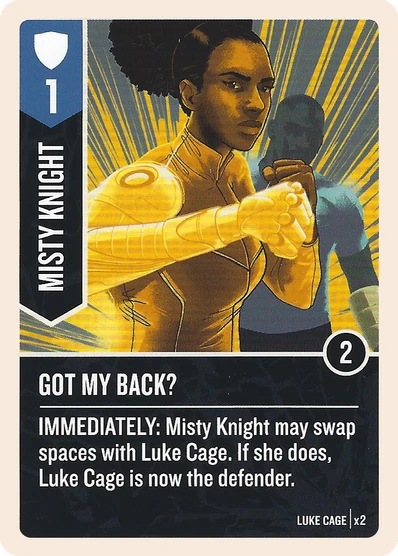 1
MISTY KNIGHT
2
GOT MY BACK?
IMMEDIATELY: Misty Knight may swap
spaces with Luke Cage. If she does,
Luke Cage is now the defender.
LUKE CAGE | x2